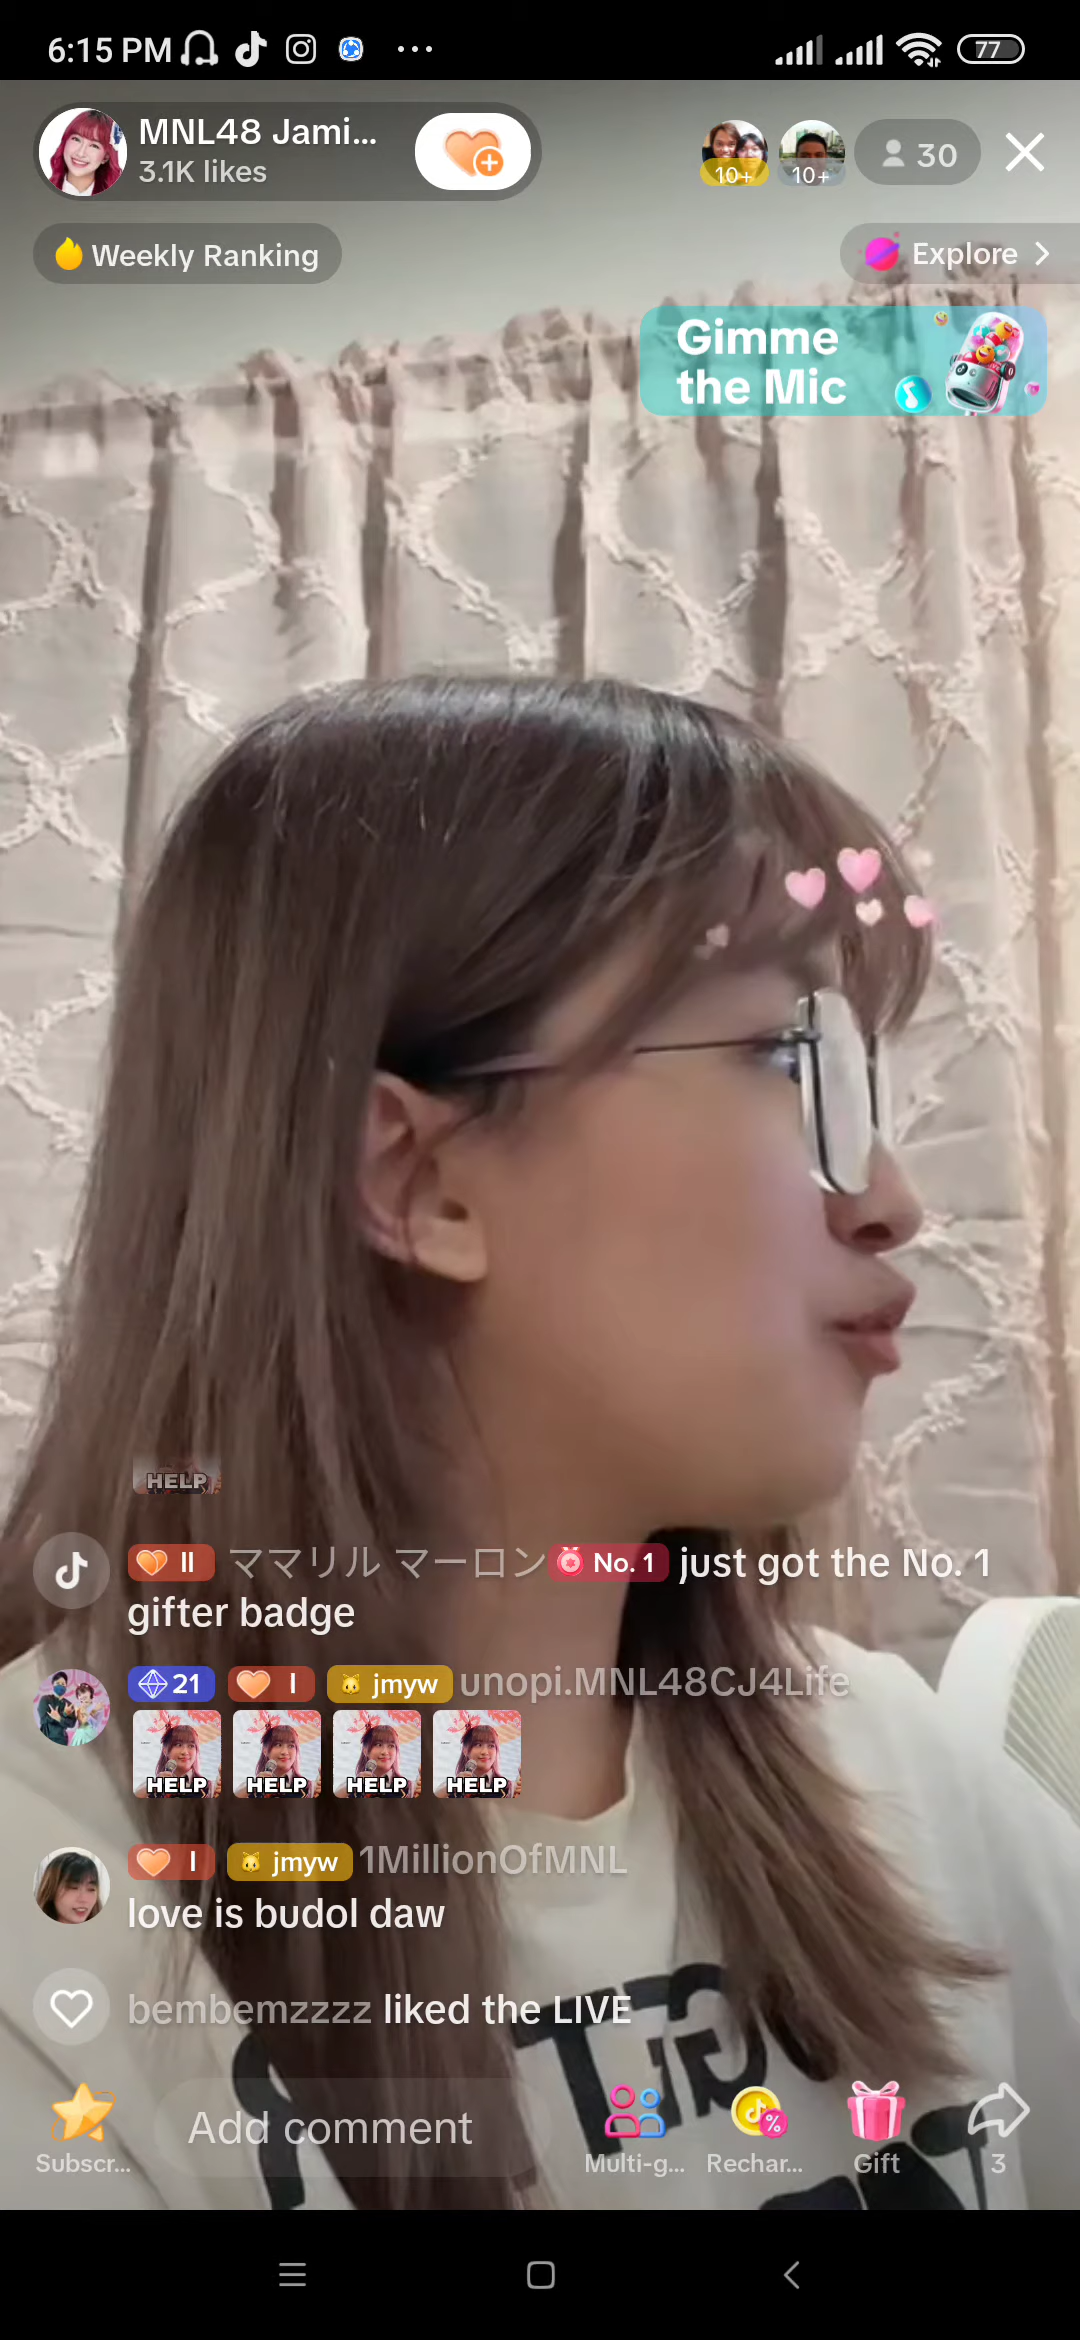 6:15 PM
77
MNL48 Jami...
3.1K likes
10+
10+
30
Weekly Ranking
Explore
Gimme
the Mic
HELP
II ママリル マーロン No. 1 just got the No. 1
gifter badge
21 I jmyw unopi.MNL48CJ4Life
HELP HELP HELP HELP
I jmyw 1MillionOfMNL
love is budol daw
bembemzzzz liked the LIVE
Add comment
Subscr...
Multi-g...
Rechar...
Gift
3